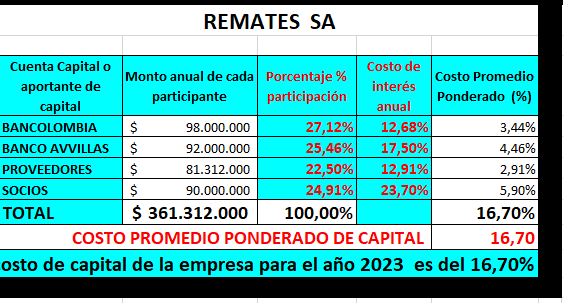 REMATES SA
Cuenta Capital o aportante de capital Monto anual de cada participante Porcentaje % participación Costo de interés anual Costo Promedio Ponderado (%)
BANCOLOMBIA $ 98.000.000 27,12% 12,68% 3,44%
BANCO AVVILLAS $ 92.000.000 25,46% 17,50% 4,46%
PROVEEDORES $ 81.312.000 22,50% 12,91% 2,91%
SOCIOS $ 90.000.000 24,91% 23,70% 5,90%
TOTAL $ 361.312.000 100,00% 16,70%
COSTO PROMEDIO PONDERADO DE CAPITAL 16,70
osto de capital de la empresa para el año 2023 es del 16,70%